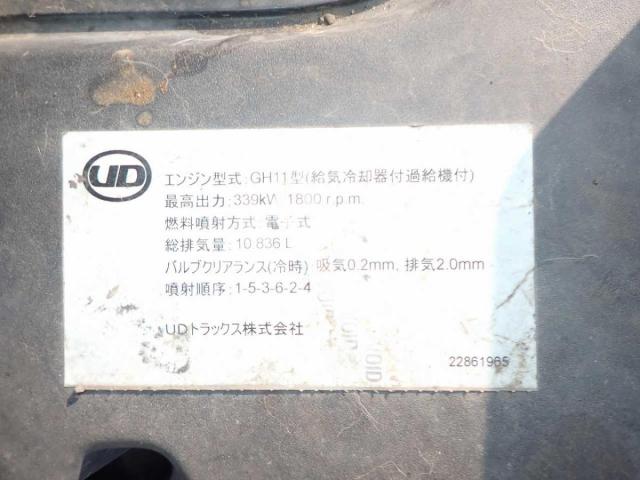 UD
エンジン型式:GH11型(給気冷却器付過給機付)
最高出力:339kW 1800 r.p.m.
燃料噴射方式:電子式
総排気量:10.836 L
バルブクリアランス(冷時) 吸気0.2mm, 排気2.0mm
噴射順序:1-5-3-6-2-4
UDトラックス株式会社
VOID
22861965